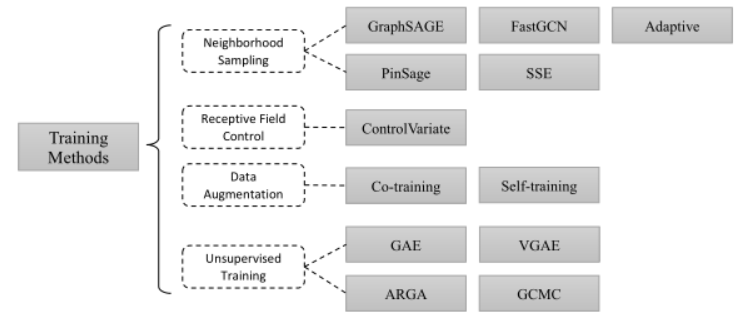 Training
Methods
Neighborhood
Sampling
GraphSAGE
FastGCN
Adaptive
PinSage
SSE
Receptive Field
Control
ControlVariate
Data
Augmentation
Co-training
Self-training
Unsupervised
Training
GAE
VGAE
ARGA
GCMC